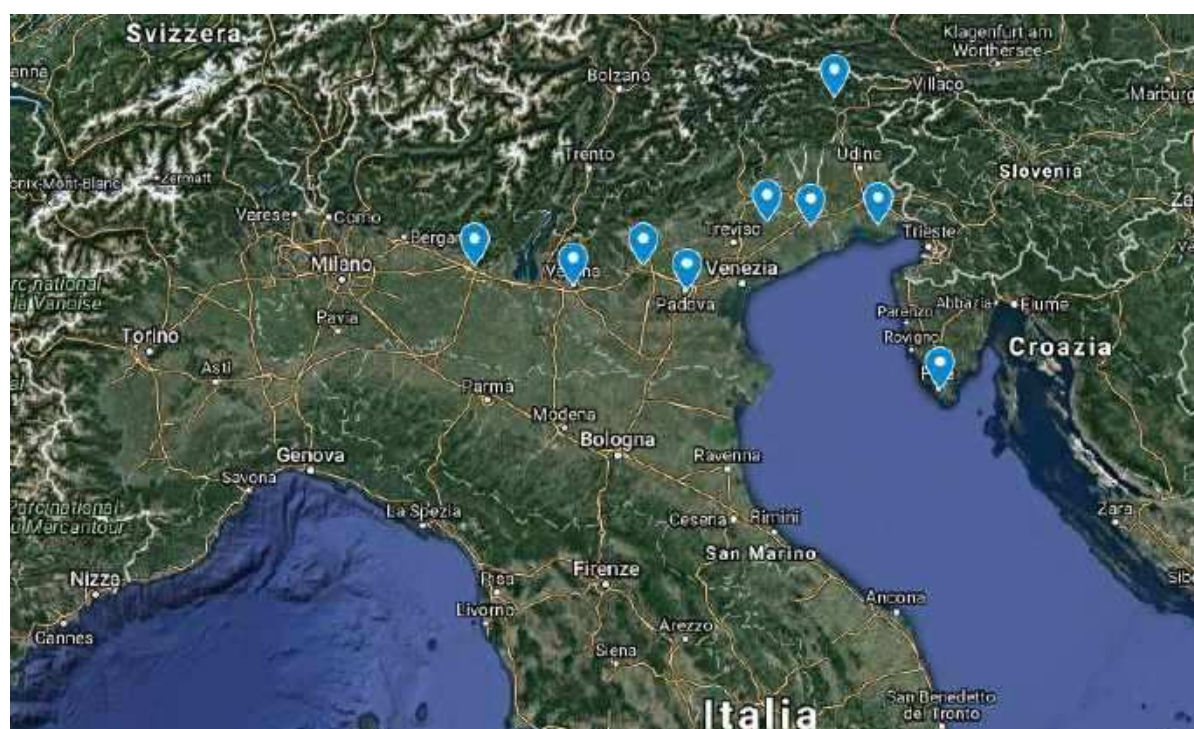 Svizzera
Klagenfurt am
Wörthersee
Bolzano
Villaco
Marburg
Trento
Udine
Slovenia
Zermatt
Varese
Como
Treviso
Trieste
Bergam
Milano
Venezia
Padova
Pavia
Parenzo
Abbazia
Fiume
Torino
Rovigno
Croazia
Asti
Parma
Modena
Bologna
Genova
Ravenna
Savona
La Spezia
Cesena
Rimini
Zara
San Marino
Nizza
Pisa
Firenze
Livorno
Ancona
Cannes
Arezzo
Siena
San Benedetto
del Tronto
Italia